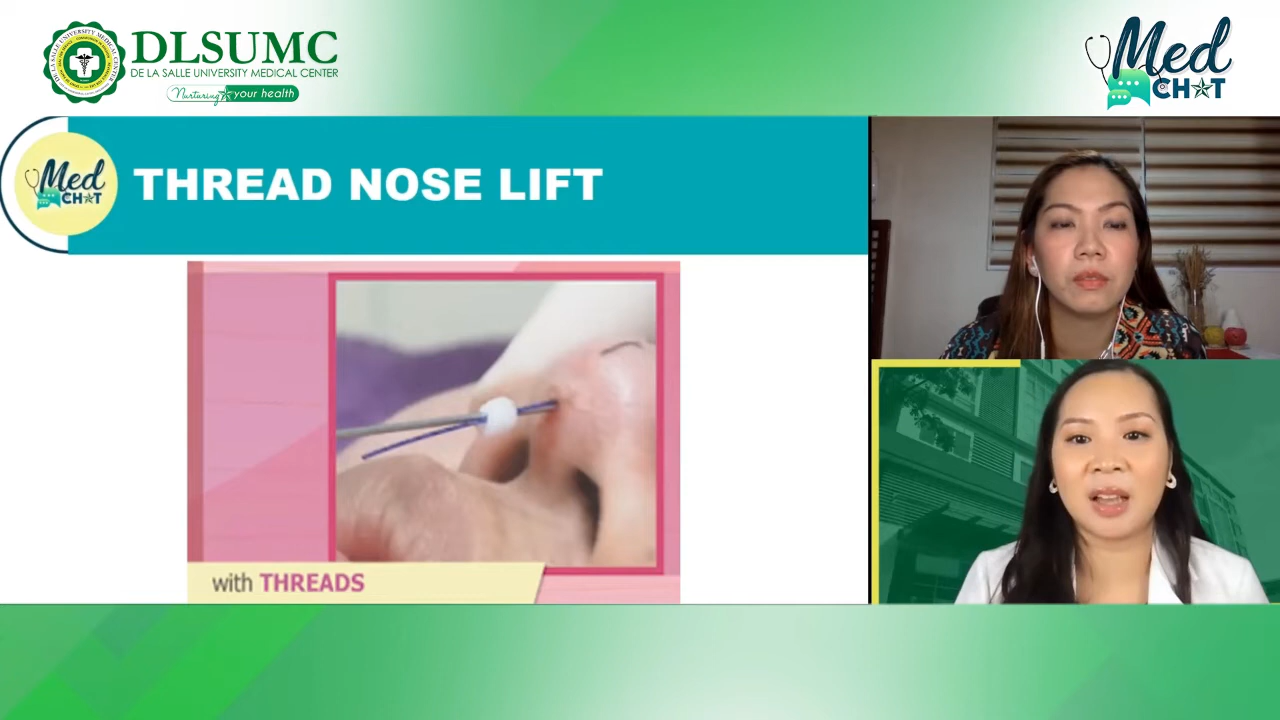 DLSUMC
DE LA SALLE UNIVERSITY MEDICAL CENTER
Nurturing your health
Med
CHAT
Med
CHAT
THREAD NOSE LIFT
with THREADS